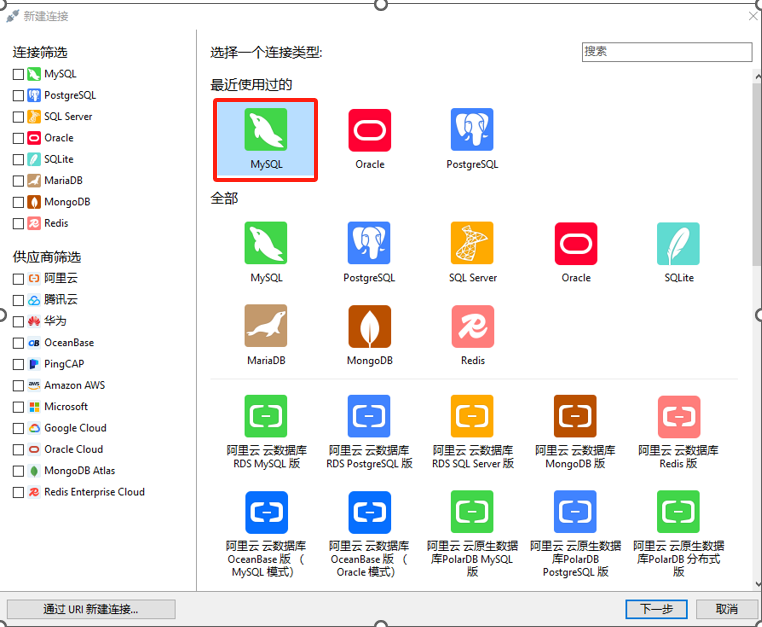 新建连接
连接筛选
MySQL
PostgreSQL
SQL Server
Oracle
SQLite
MariaDB
MongoDB
Redis
供应商筛选
阿里云
腾讯云
华为
OceanBase
PingCAP
Amazon AWS
Microsoft
Google Cloud
Oracle Cloud
MongoDB Atlas
Redis Enterprise Cloud
选择一个连接类型:
搜索
最近使用过的
MySQL
Oracle
PostgreSQL
全部
MySQL
PostgreSQL
SQL Server
Oracle
SQLite
MariaDB
MongoDB
Redis
阿里云 云数据库
RDS MySQL 版
阿里云 云数据库
RDS PostgreSQL 版
阿里云 云数据库
RDS SQL Server 版
阿里云 云数据库
MongoDB 版
阿里云 云数据库
Redis 版
阿里云 云数据库
OceanBase 版 （
MySQL 模式）
阿里云 云数据库
OceanBase 版 （
Oracle 模式）
阿里云 云原生数据
库PolarDB MySQL
版
阿里云 云原生数据
库PolarDB
PostgreSQL 版
阿里云 云原生数据
库PolarDB 分布式
版
通过 URI 新建连接...
下一步
取消